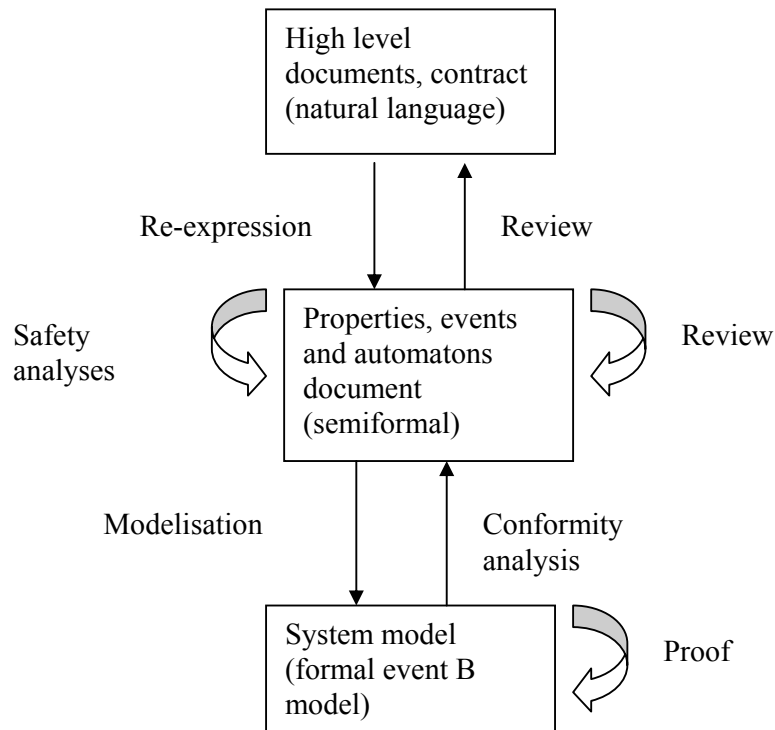 High level
documents, contract
(natural language)
Re-expression
Review
Safety
analyses
Properties, events
and automatons
document
(semiformal)
Review
Modelisation
Conformity
analysis
System model
(formal event B
model)
Proof